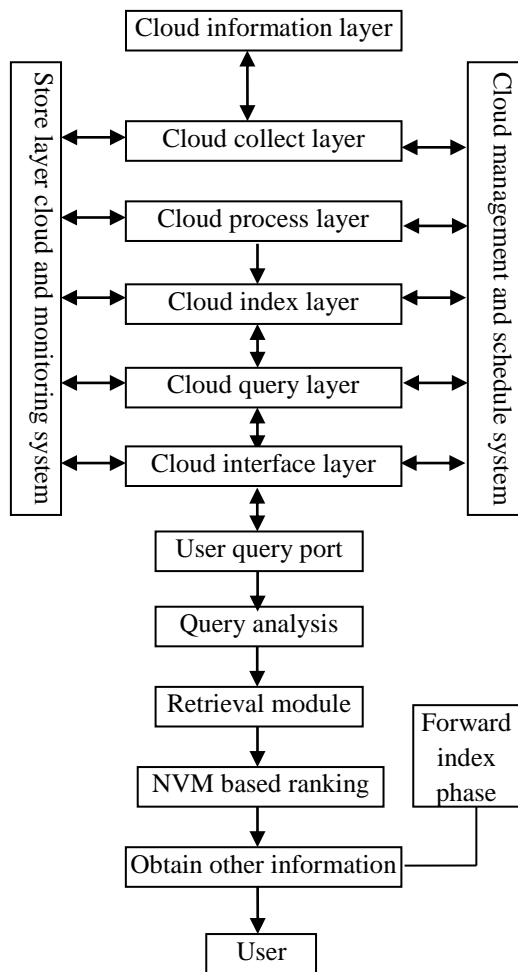 Cloud information layer
Store layer cloud and monitoring system
Cloud management and schedule system
Cloud collect layer
Cloud process layer
Cloud index layer
Cloud query layer
Cloud interface layer
User query port
Query analysis
Retrieval module
Forward
index
phase
NVM based ranking
Obtain other information
User